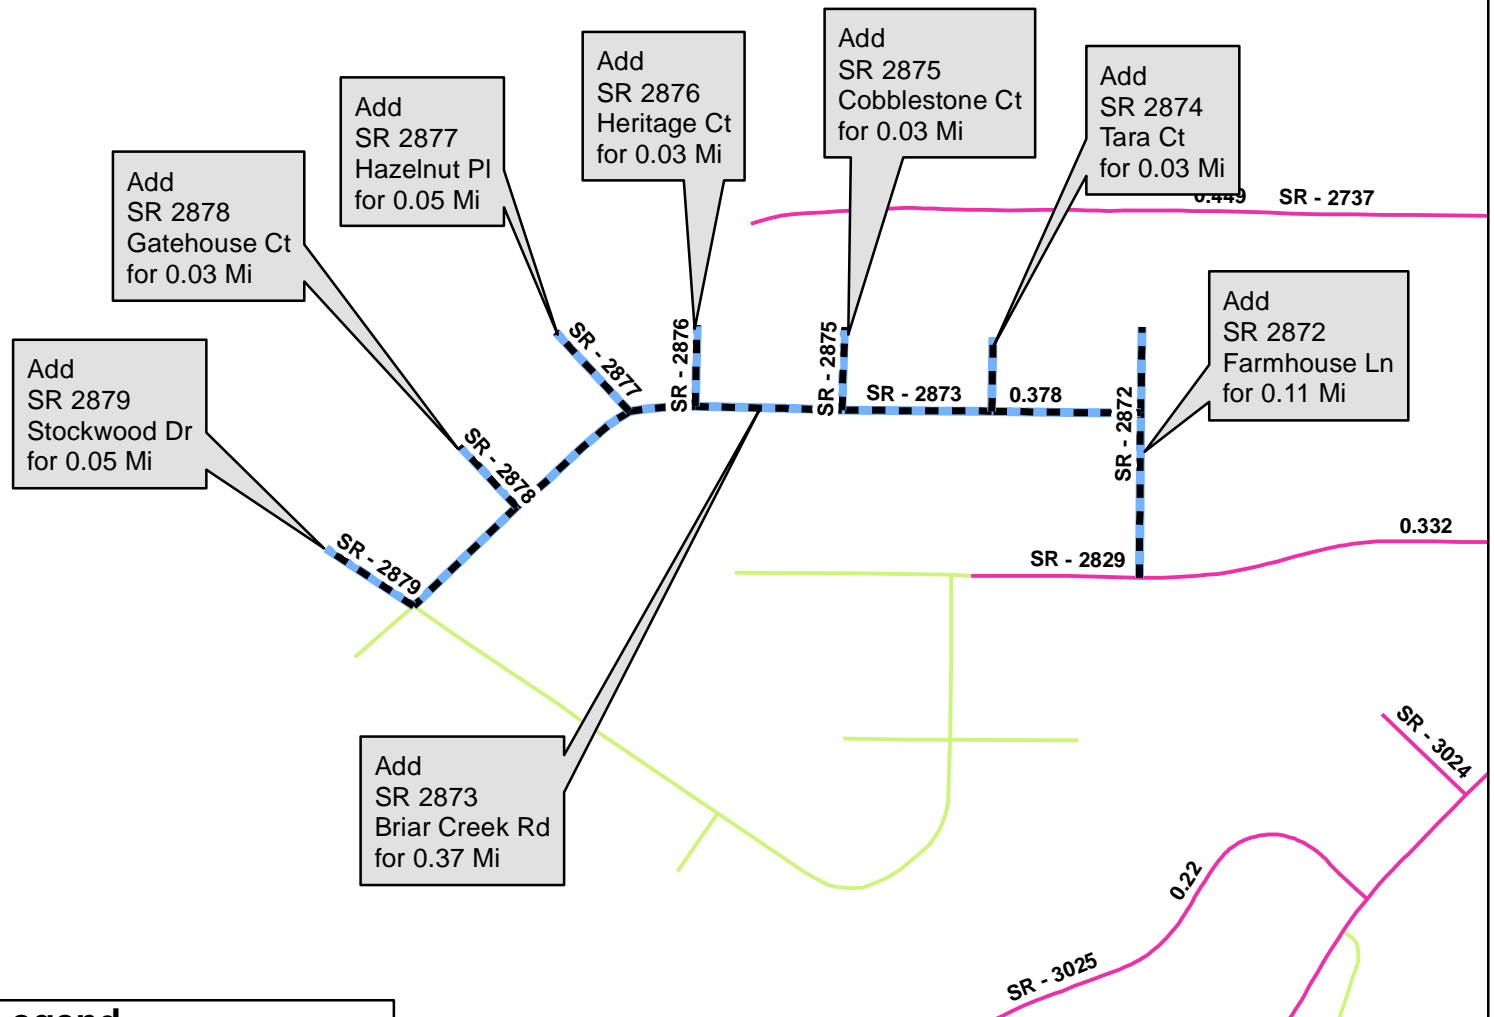 Add
SR 2875
Cobblestone Ct
for 0.03 Mi
Add
SR 2876
Heritage Ct
for 0.03 Mi
Add
SR 2874
Tara Ct
for 0.03 Mi
Add
SR 2877
Hazelnut Pl
for 0.05 Mi
Add
SR 2878
Gatehouse Ct
for 0.03 Mi
0.449
SR - 2737
Add
SR 2872
Farmhouse Ln
for 0.11 Mi
Add
SR 2879
Stockwood Dr
for 0.05 Mi
SR - 2877
SR - 2876
SR - 2875
SR - 2873
0.378
SR - 2872
SR - 2878
SR - 2879
SR - 2829
0.332
Add
SR 2873
Briar Creek Rd
for 0.37 Mi
SR - 3024
0.22
SR - 3025
egend